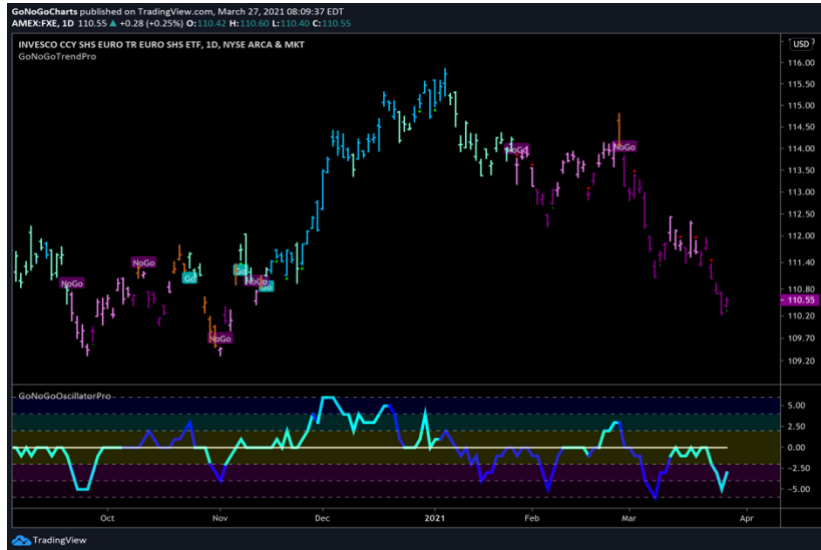 GoNoGoCharts published on TradingView.com, March 27, 2021 08:09:37 EDT
AMEX:FXE, 1D 110.55 ▲ +0.28 (+0.25%) O:110.42 H:110.60 L:110.40 C:110.55
INVESCO CCY SHS EURO TR EURO SHS ETF, 1D, NYSE ARCA & MKT
USD
GoNoGoTrendPro
116.00
115.50
115.00
114.50
114.00
NoGo
NoGo
113.50
113.00
112.50
112.00
111.40
NoGo
Go
Go
NoGo
NoGo
Go
110.80
110.55
110.20
109.70
NoGo
109.20
GoNoGoOscillatorPro
5.00
2.50
0.00
-2.50
-5.00
Oct Nov Dec 2021 Feb Mar Apr
TradingView